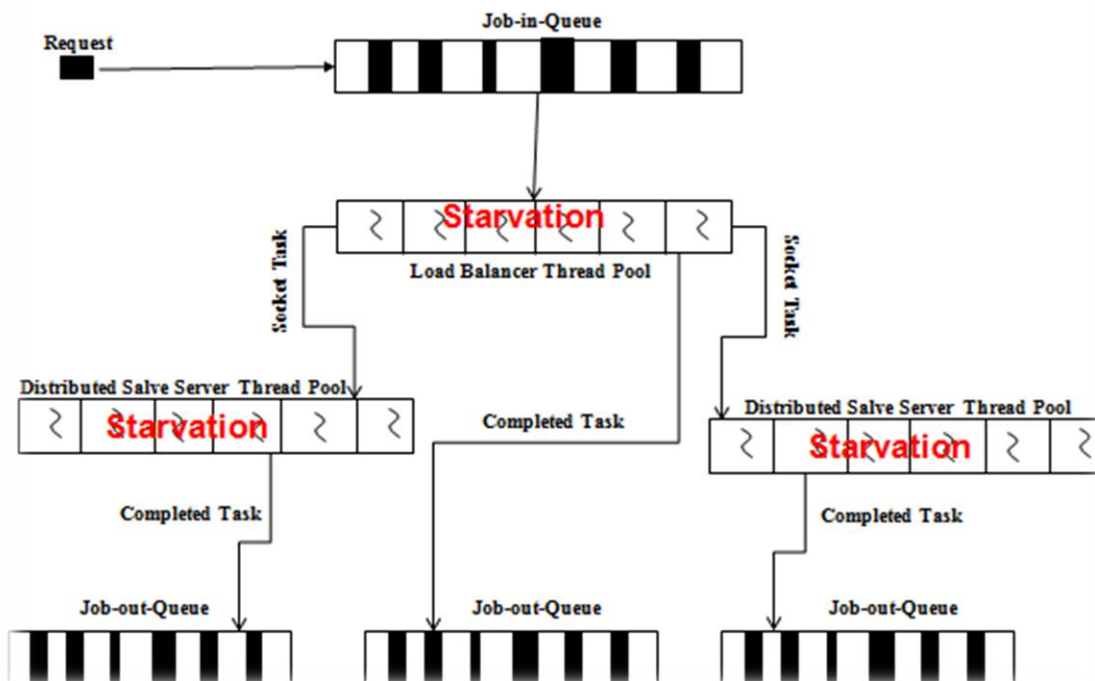 Job-in-Queue
Request
Starvation
Load Balancer Thread Pool
Socket Task
Socket Task
Distributed Salve Server Thread Pool
Starvation
Completed Task
Distributed Salve Server Thread Pool
Starvation
Completed Task
Completed Task
Job-out-Queue
Job-out-Queue
Job-out-Queue